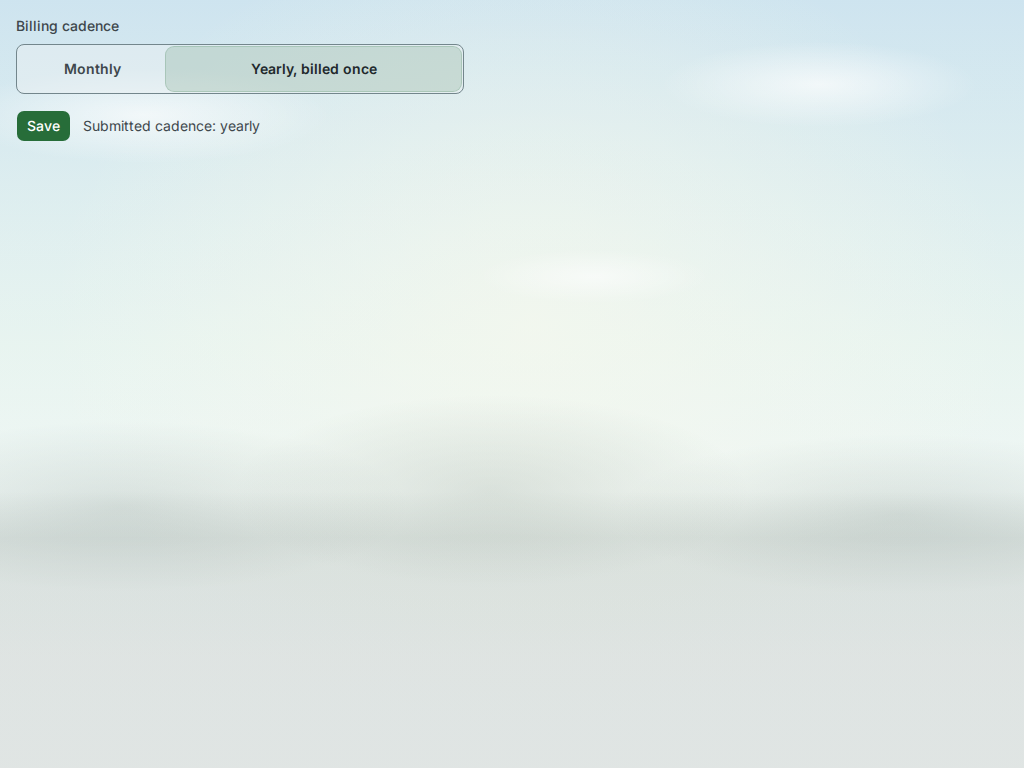 Billing cadence
Monthly
Yearly, billed once
Save
Submitted cadence: yearly